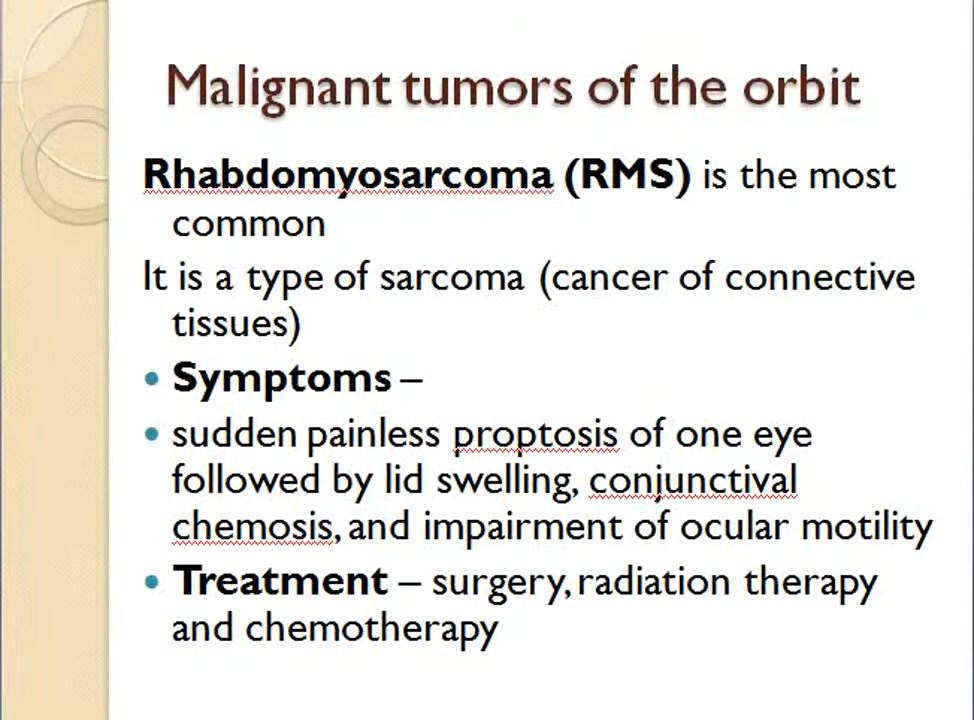 Malignant tumors of the orbit
Rhabdomyosarcoma (RMS) is the most
common
It is a type of sarcoma (cancer of connective
tissues)
• Symptoms –
• sudden painless proptosis of one eye
followed by lid swelling, conjunctival
chemosis, and impairment of ocular motility
• Treatment – surgery, radiation therapy
and chemotherapy